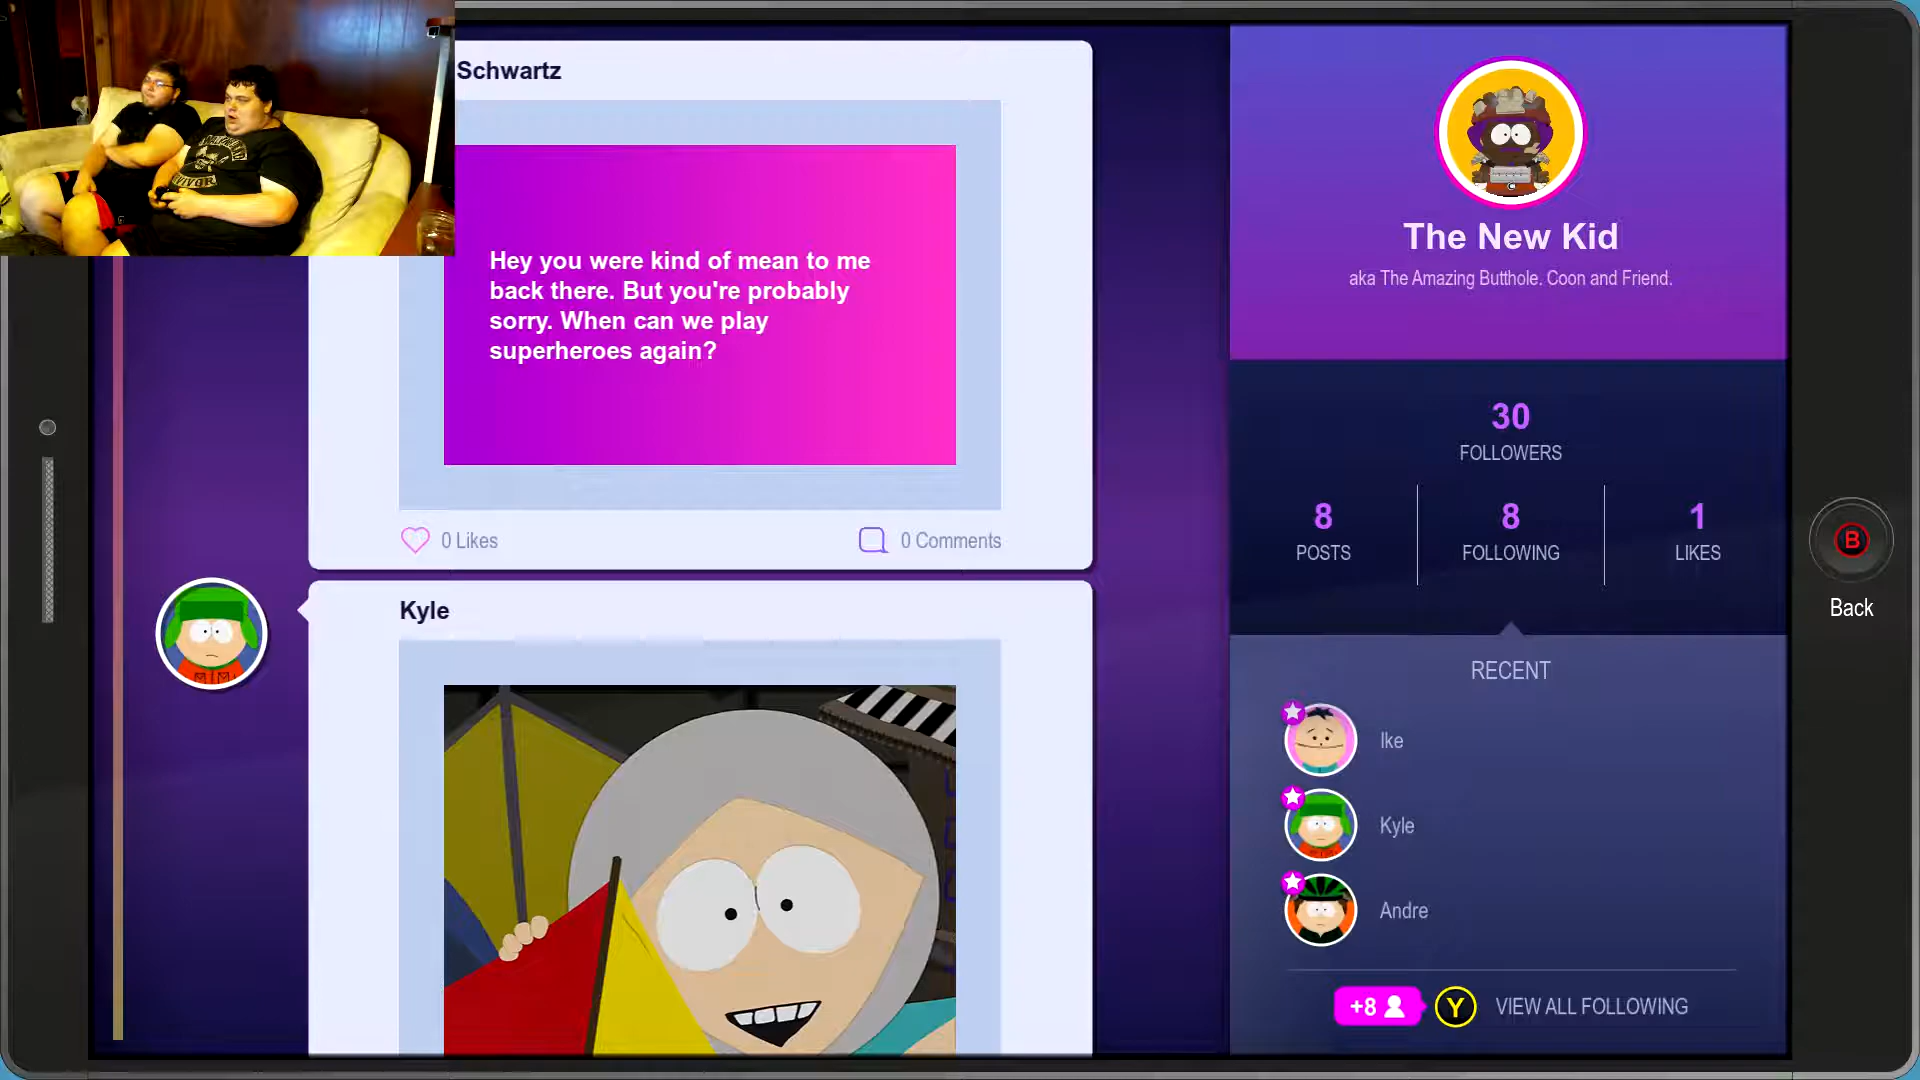 Schwartz
Hey you were kind of mean to me
back there. But you're probably
sorry. When can we play
superheroes again?
0 Likes
0 Comments
Kyle
The New Kid
aka The Amazing Butthole. Coon and Friend.
30
FOLLOWERS
8
POSTS
8
FOLLOWING
1
LIKES
RECENT
Ike
Kyle
Andre
+8
Y
VIEW ALL FOLLOWING
B
Back